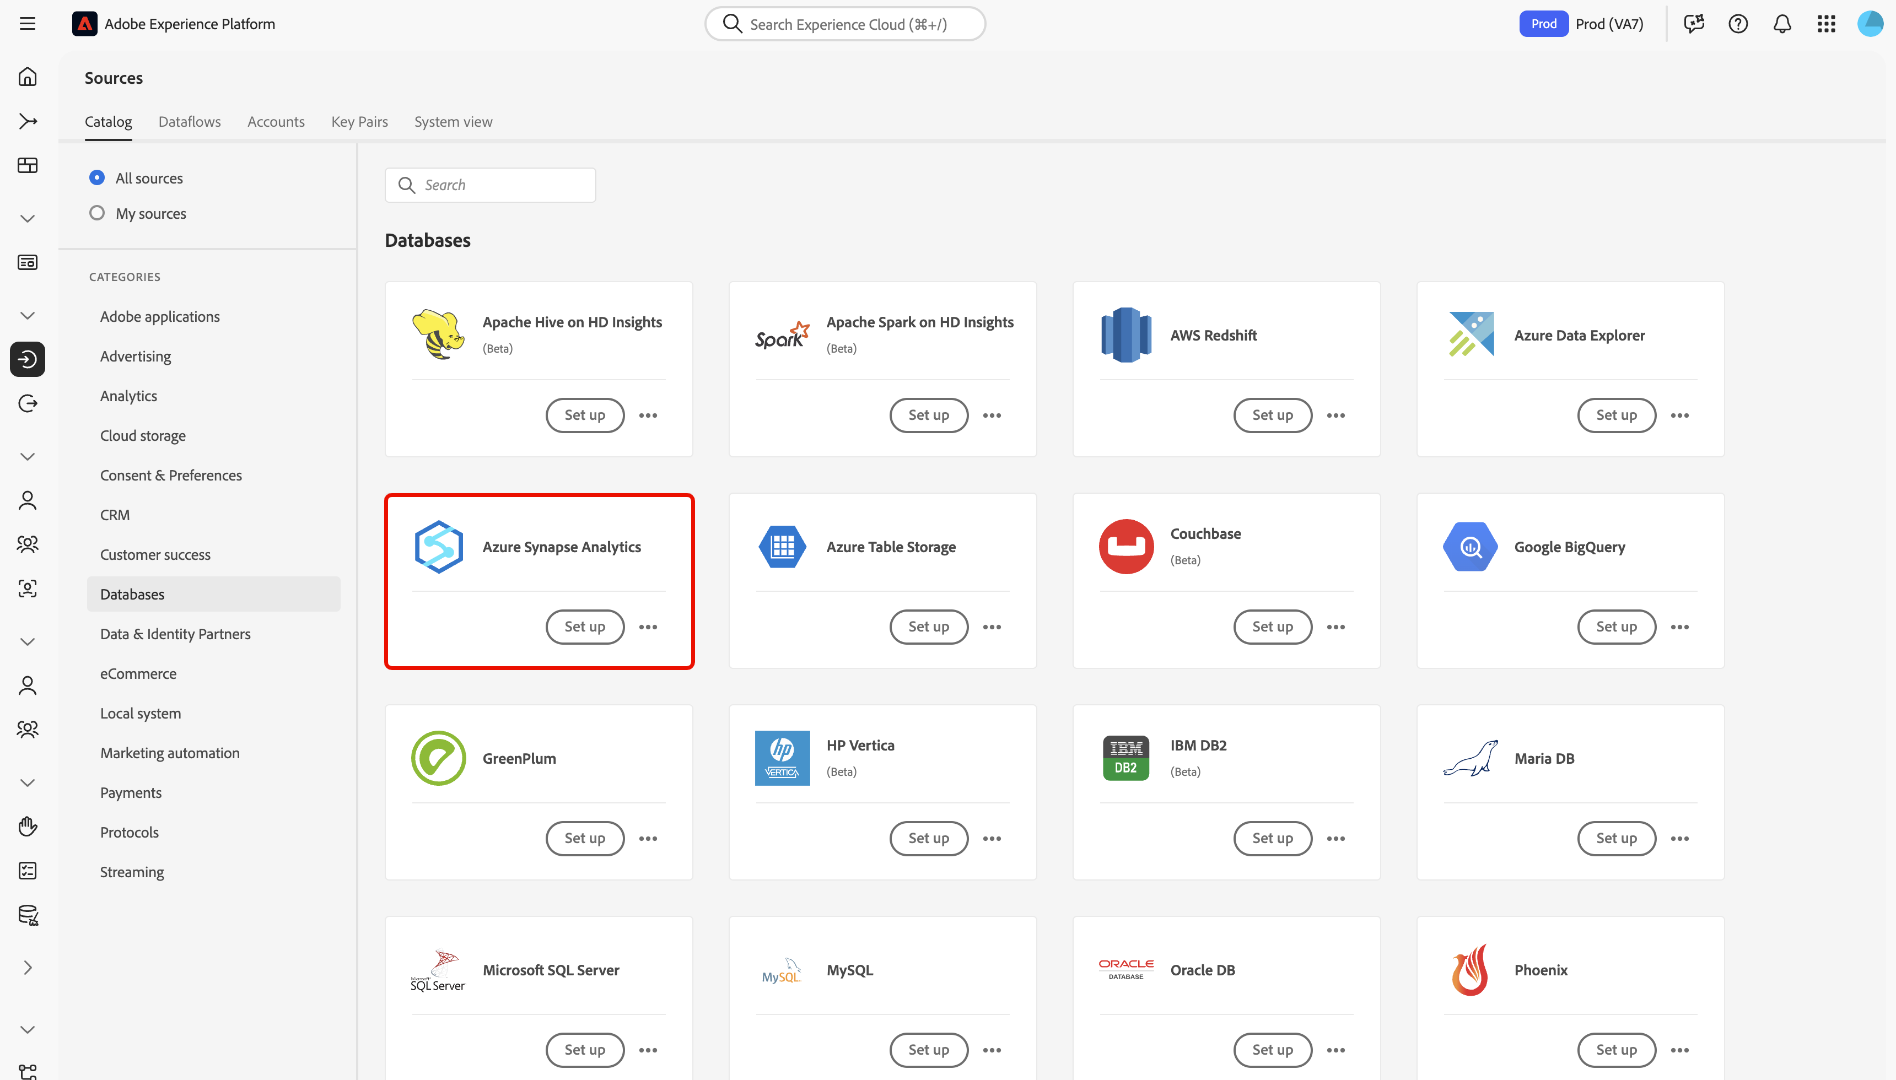 Adobe Experience Platform
Search Experience Cloud (⌘+/)
Prod
Prod (VA7)
Sources
Catalog
Dataflows
Accounts
Key Pairs
System view
All sources
My sources
CATEGORIES
Adobe applications
Advertising
Analytics
Cloud storage
Consent & Preferences
CRM
Customer success
Databases
Data & Identity Partners
eCommerce
Local system
Marketing automation
Payments
Protocols
Streaming
Search
Databases
Apache Hive on HD Insights
(Beta)
Set up
Spark
Apache Spark on HD Insights
(Beta)
Set up
AWS Redshift
Set up
Azure Data Explorer
Set up
Azure Synapse Analytics
Set up
Azure Table Storage
Set up
Couchbase
(Beta)
Set up
Google BigQuery
Set up
GreenPlum
Set up
hp
VERTICA
HP Vertica
(Beta)
Set up
IBM
DB2
IBM DB2
(Beta)
Set up
Maria DB
Set up
Microsoft
SQL Server
Microsoft SQL Server
Set up
MySQL
MySQL
Set up
ORACLE
DATABASE
Oracle DB
Set up
Phoenix
Set up